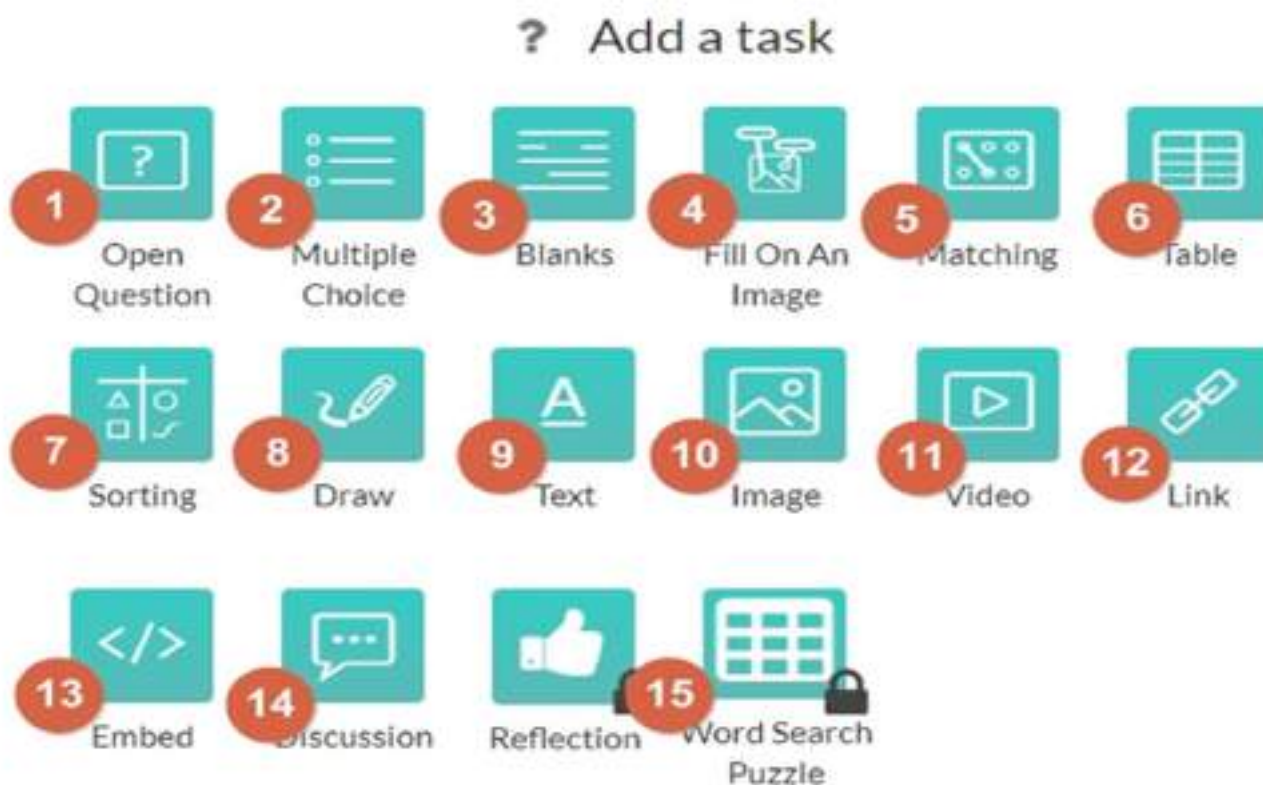 ? Add a task
?
1 2 3 4 5 6
Open Question
Multiple Choice
Blanks
Fill On An Image
Matching
Table
A
7 8 9 10 11 12
Sorting
Draw
Text
Image
Video
Link
</>
13 14 15
Embed
Discussion
Reflection
Word Search Puzzle